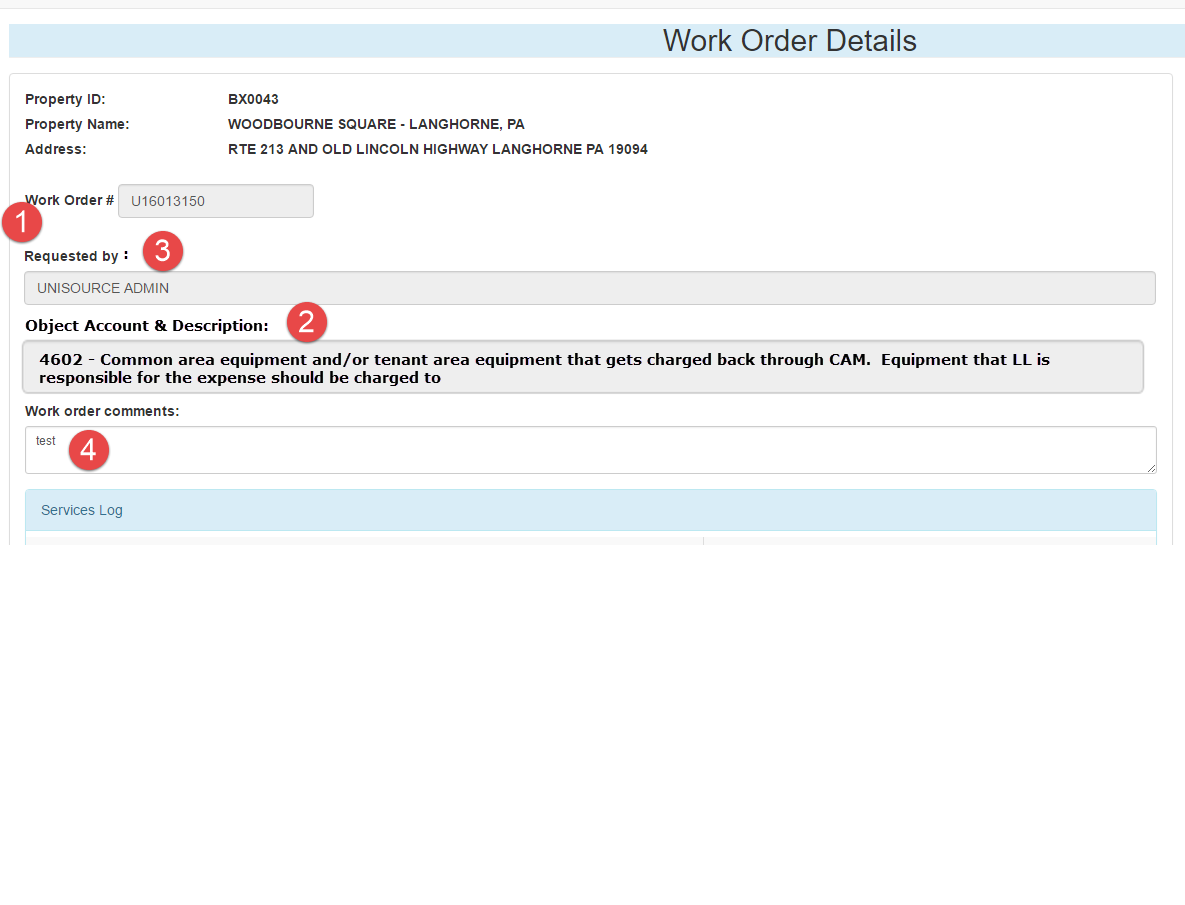 Work Order Details
Property ID: BX0043
Property Name: WOODBOURNE SQUARE - LANGHORNE, PA
Address: RTE 213 AND OLD LINCOLN HIGHWAY LANGHORNE PA 19094
Work Order # U16013150
1
Requested by : 3
UNISOURCE ADMIN
Object Account & Description: 2
4602 - Common area equipment and/or tenant area equipment that gets charged back through CAM.  Equipment that LL is
responsible for the expense should be charged to
Work order comments:
test 4
Services Log